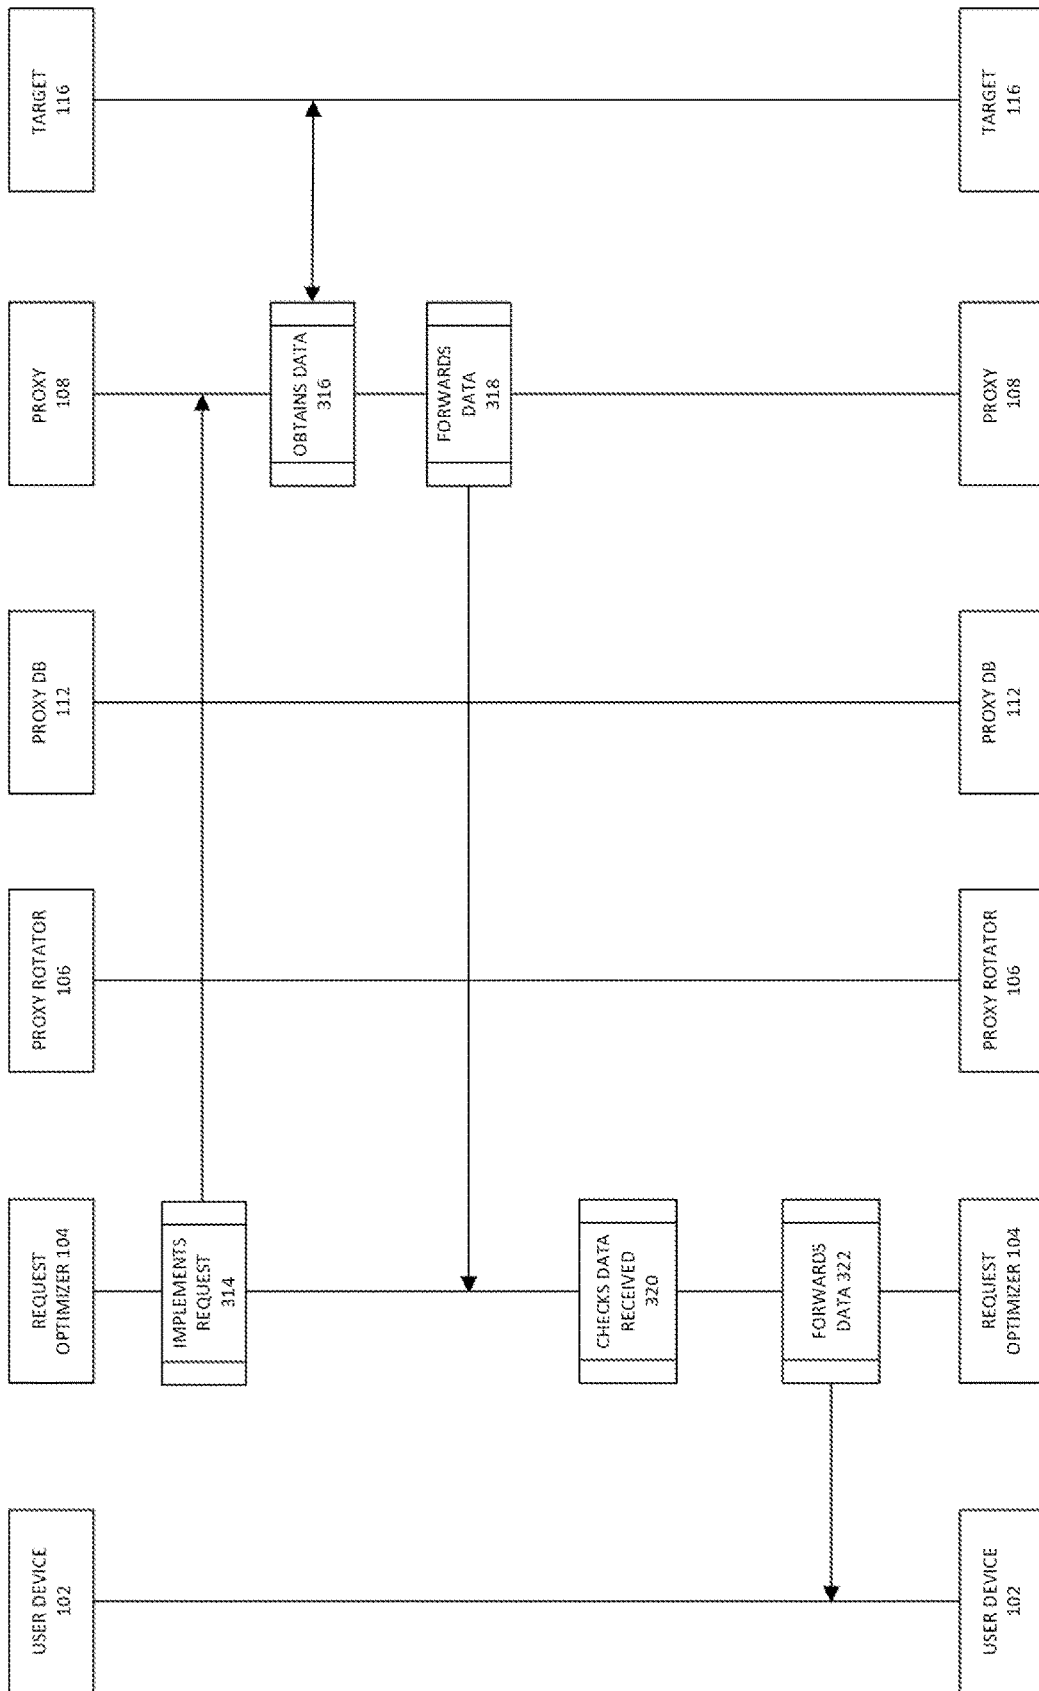 USER DEVICE
102
REQUEST
OPTIMIZER 104
PROXY ROTATOR
106
PROXY DB
112
PROXY
108
TARGET
116
IMPLEMENTS
REQUEST
314
OBTAINS DATA
316
FORWARDS
DATA
318
CHECKS DATA
RECEIVED
320
FORWARDS
DATA 322
USER DEVICE
102
REQUEST
OPTIMIZER 104
PROXY ROTATOR
106
PROXY DB
112
PROXY
108
TARGET
116